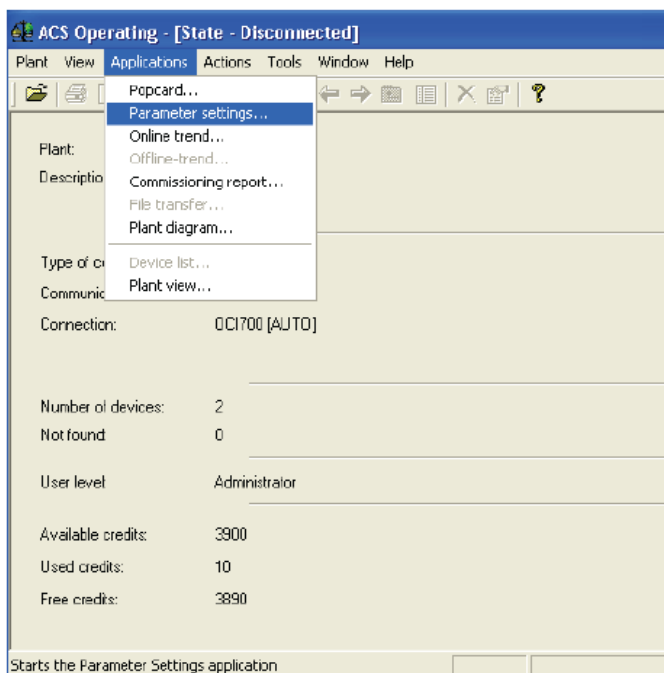 ACS Operating - [State - Disconnected]
Plant View Applications Actions Tools Window Help
Popcard...
Parameter settings...
Online trend...
Offline-trend...
Commissioning report...
File transfer...
Plant diagram...
Device list...
Plant view...
Plant:
Descriptio
Type of c
Communic
Connection: OCI700 [AUTO]
Number of devices: 2
Not found: 0
User level: Administrator
Available credits: 3900
Used credits: 10
Free credits: 3890
Starts the Parameter Settings application